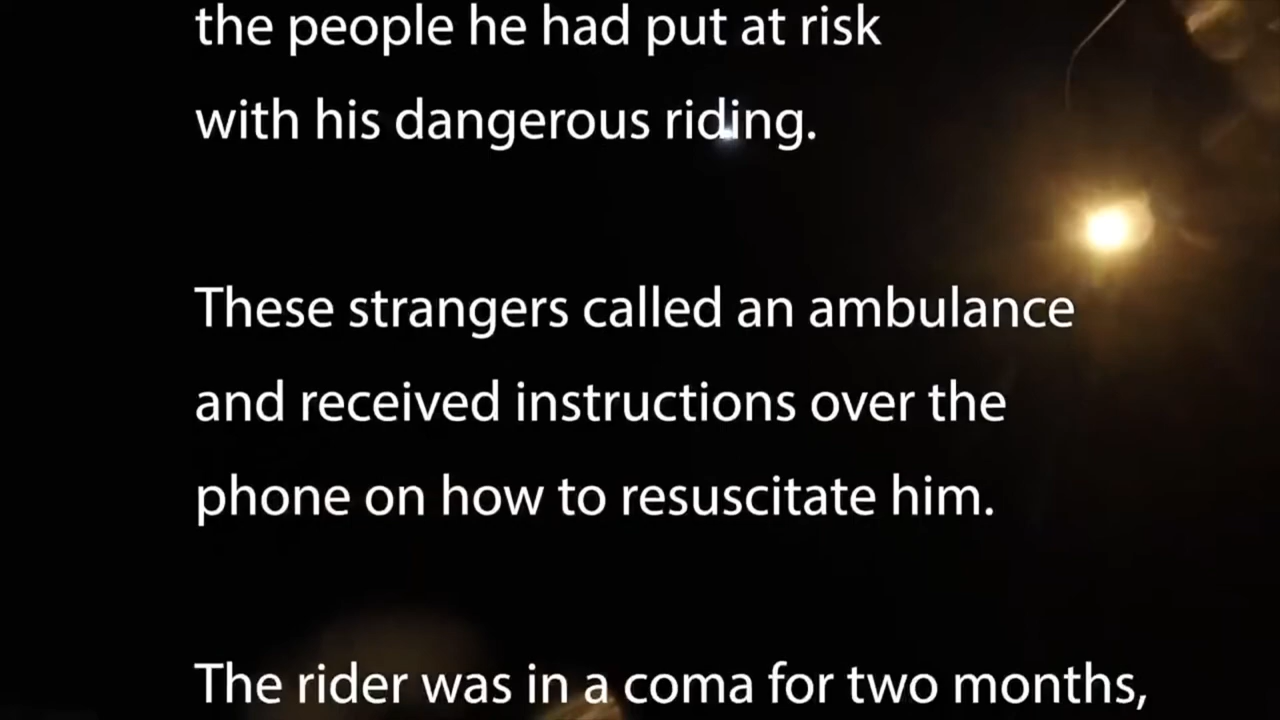 the people he had put at risk
with his dangerous riding.
These strangers called an ambulance
and received instructions over the
phone on how to resuscitate him.
The rider was in a coma for two months,